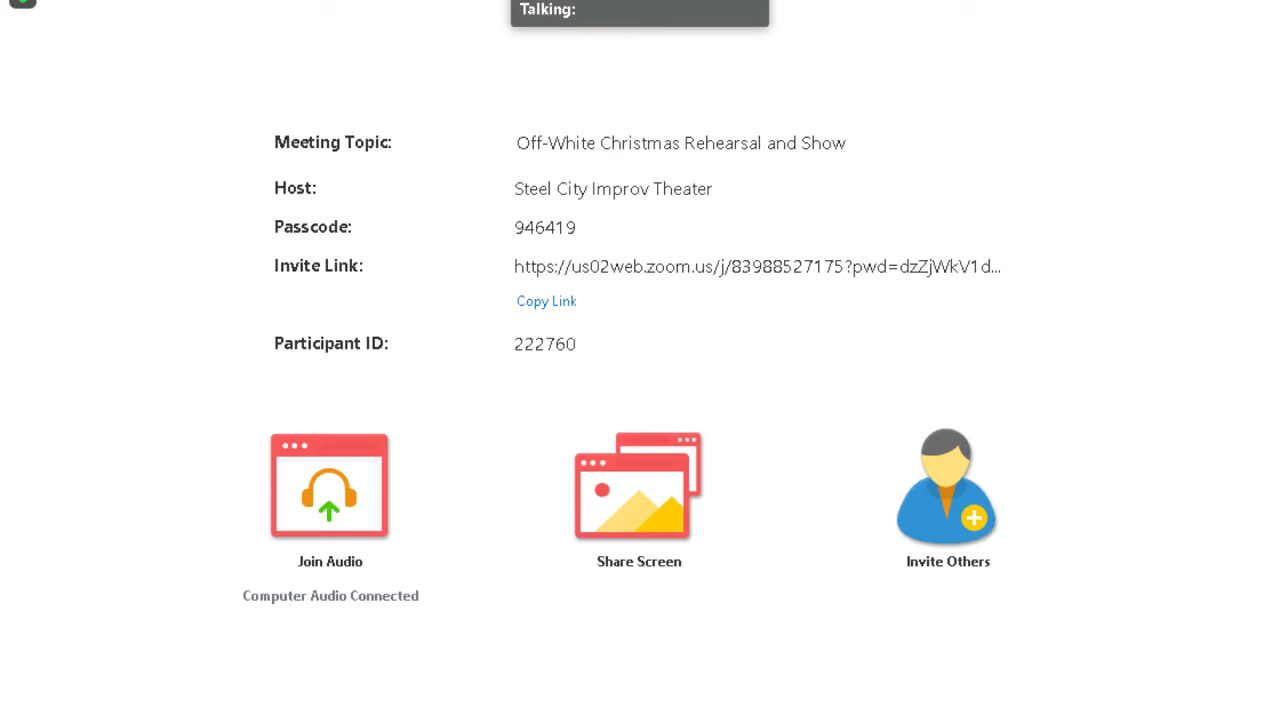 Talking:
Meeting Topic: Off-White Christmas Rehearsal and Show
Host: Steel City Improv Theater
Passcode: 946419
Invite Link: https://us02web.zoom.us/j/83988527175?pwd=dzZjWkV1d...
Copy Link
Participant ID: 222760
Join Audio Share Screen Invite Others
Computer Audio Connected